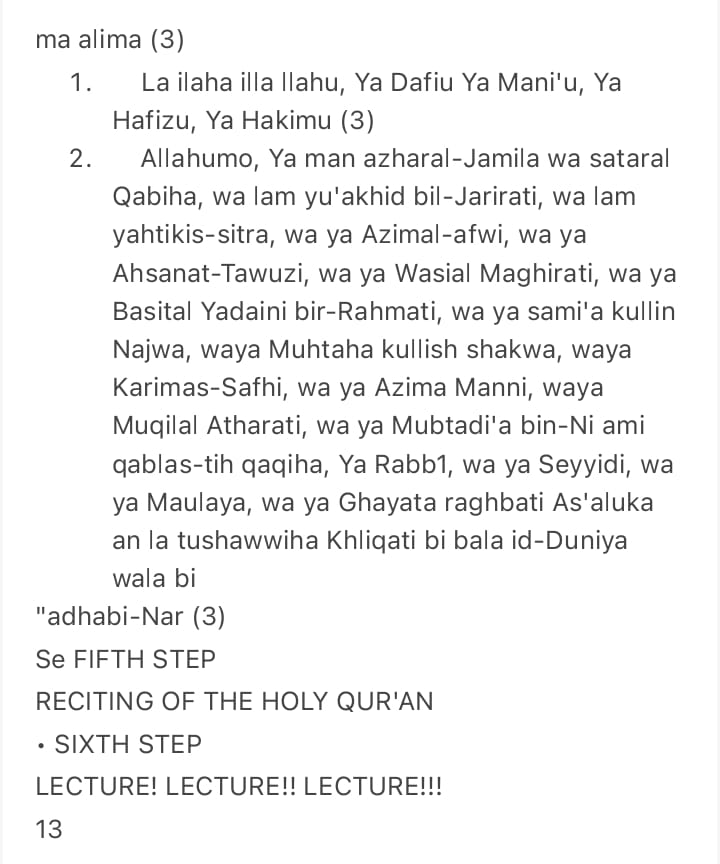 ma alima (3)
1. La ilaha illa llahu, Ya Dafiu Ya Mani'u, Ya
Hafizu, Ya Hakimu (3)
2. Allahumo, Ya man azharal-Jamila wa sataral
Qabiha, wa lam yu'akhid bil-Jarirati, wa lam
yahtikis-sitra, wa ya Azimal-afwi, wa ya
Ahsanat-Tawuzi, wa ya Wasial Maghirati, wa ya
Basital Yadaini bir-Rahmati, wa ya sami'a kullin
Najwa, waya Muhtaha kullish shakwa, waya
Karimas-Safhi, wa ya Azima Manni, waya
Muqilal Atharati, wa ya Mubtadi'a bin-Ni ami
qablas-tih qaqiha, Ya Rabb1, wa ya Seyyidi, wa
ya Maulaya, wa ya Ghayata raghbati As'aluka
an la tushawwiha Khliqati bi bala id-Duniya
wala bi
"adhabi-Nar (3)
Se FIFTH STEP
RECITING OF THE HOLY QUR'AN
• SIXTH STEP
LECTURE! LECTURE!! LECTURE!!!
13